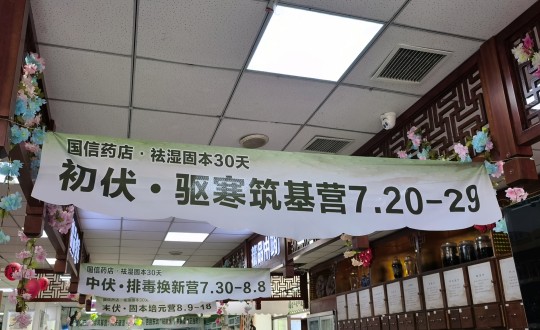 国信药店·祛湿固本30天
初伏·驱寒筑基营7.20-29
国信药店·祛湿固本30天
中伏·排毒换新营7.30-8.8
末伏·固本培元营8.9-18